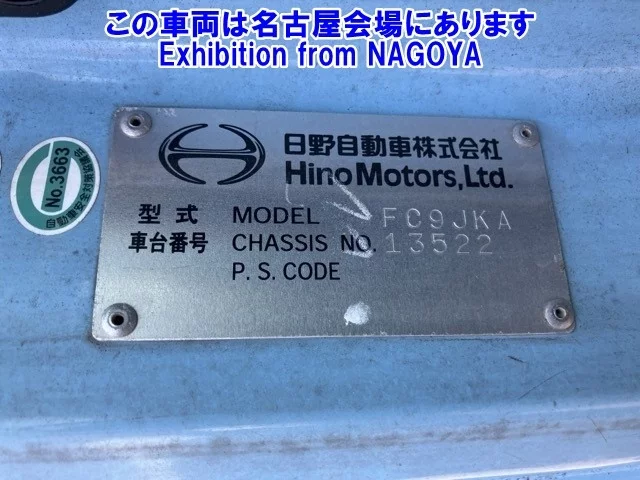 この車両は名古屋会場にあります
Exhibition from NAGOYA
No.3663
日野自動車株式会社
Hino Motors, Ltd.
型式 MODEL FC9JKA
車台番号 CHASSIS NO. 13522
P. S. CODE